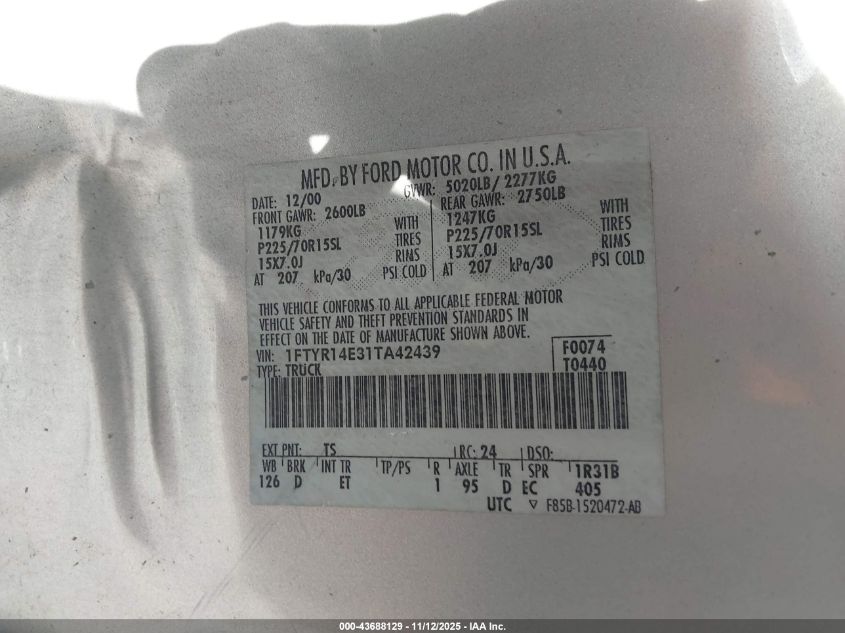 MFD. BY FORD MOTOR CO. IN U.S.A.
DATE: 12/00 GVWR: 5020LB/ 2277KG
FRONT GAWR: 2600LB REAR GAWR: 2750LB
1179KG WITH 1247KG WITH
P225/70R15SL TIRES P225/70R15SL TIRES
15X7.0J RIMS 15X7.0J RIMS
AT 207 kPa/30 PSI COLD AT 207 kPa/30 PSI COLD
THIS VEHICLE CONFORMS TO ALL APPLICABLE FEDERAL MOTOR
VEHICLE SAFETY AND THEFT PREVENTION STANDARDS IN
EFFECT ON THE DATE OF MANUFACTURE SHOWN ABOVE.
VIN: 1FTYR14E31TA42439 F0074
TYPE: TRUCK T0440
EXT PNT: TS RC: 24 DSO:
WB BRK INT TR TP/PS R AXLE TR SPR 1R31B
126 D ET 1 95 D EC 405
UTC ▽ F85B-1520472-AB
000-43688129 - 11/12/2025 - IAA Inc.